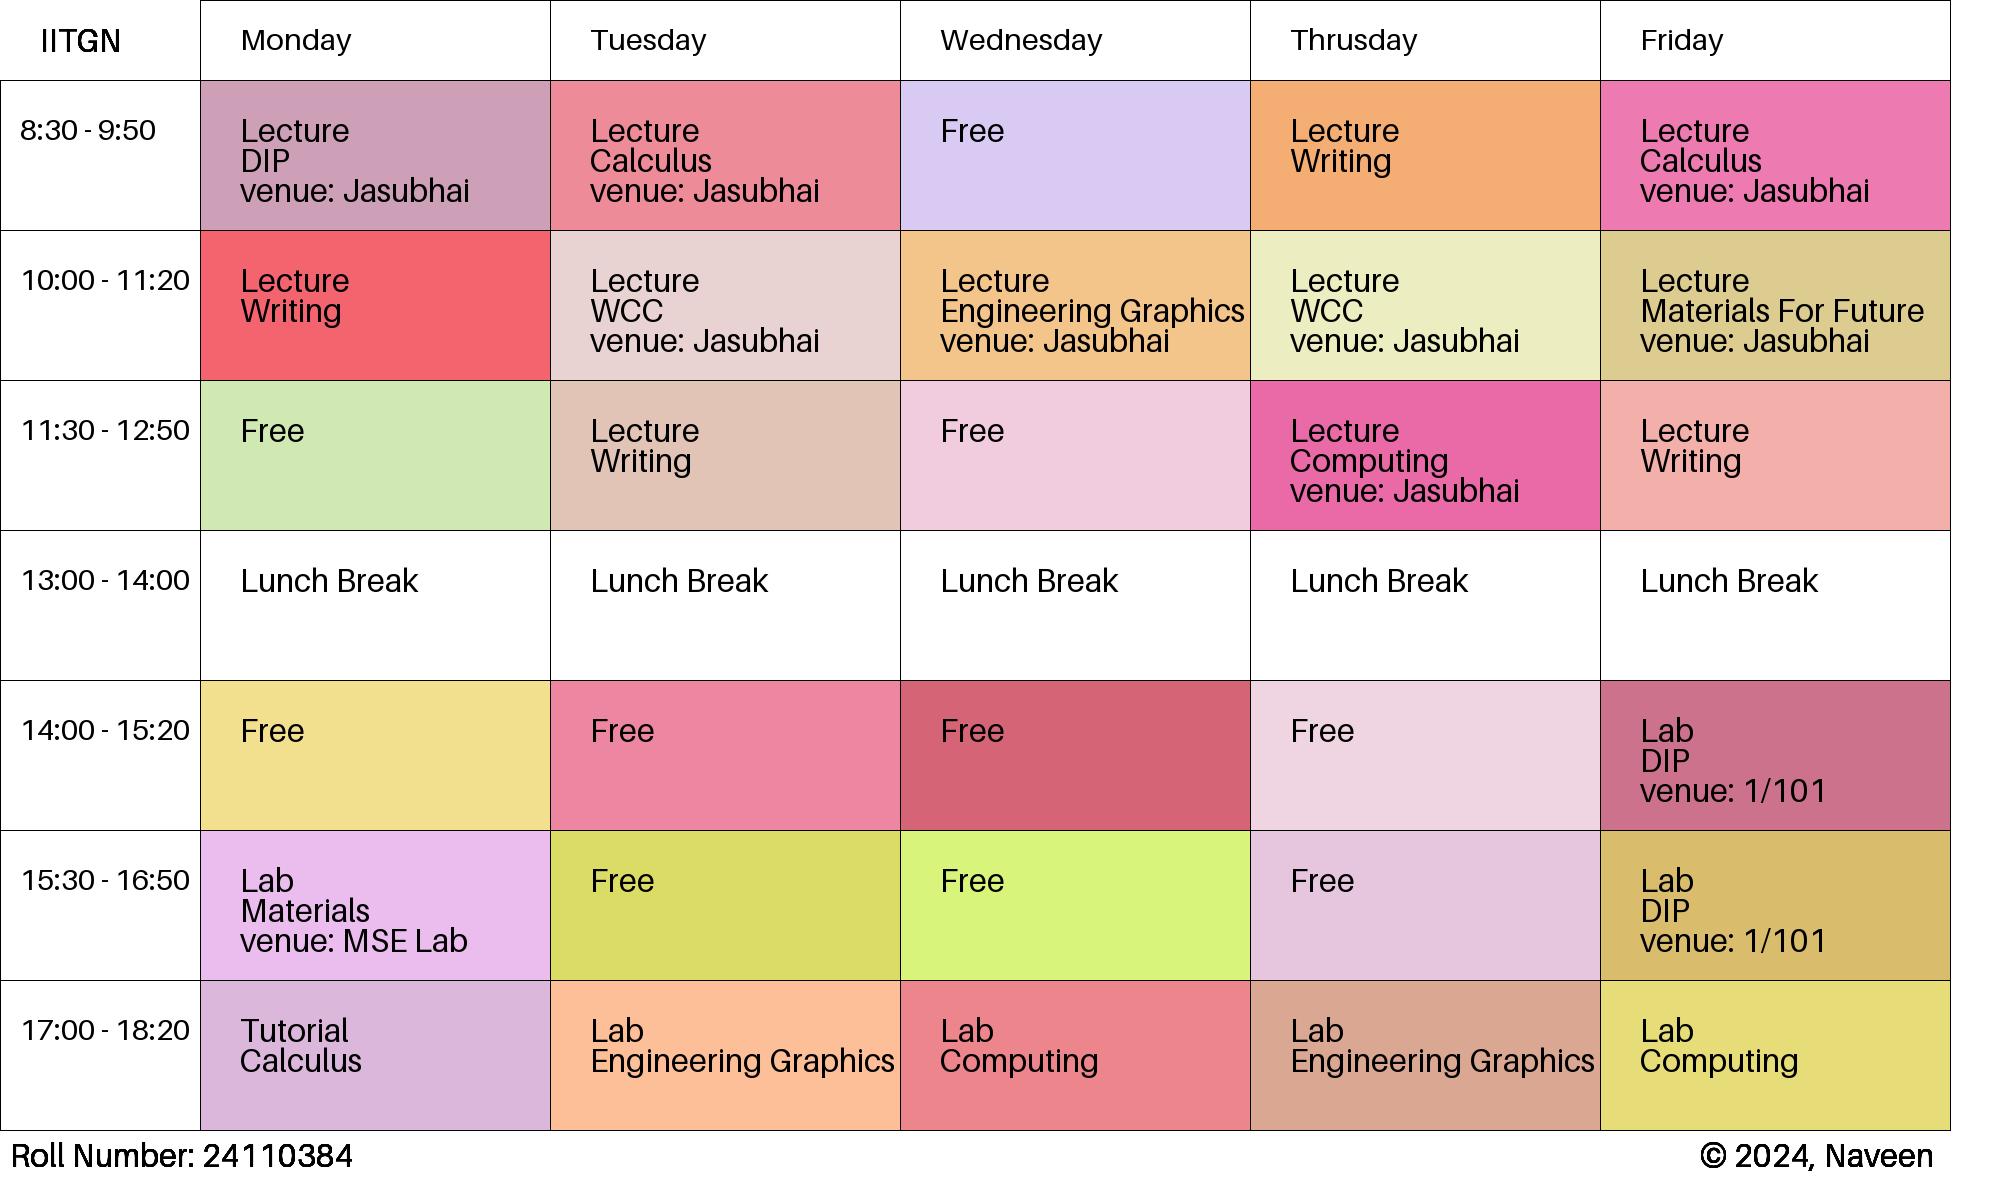 IITGN
Monday
Tuesday
Wednesday
Thrusday
Friday
8:30 - 9:50
Lecture
DIP
venue: Jasubhai
Lecture
Calculus
venue: Jasubhai
Free
Lecture
Writing
Lecture
Calculus
venue: Jasubhai
10:00 - 11:20
Lecture
Writing
Lecture
WCC
venue: Jasubhai
Lecture
Engineering Graphics
venue: Jasubhai
Lecture
WCC
venue: Jasubhai
Lecture
Materials For Future
venue: Jasubhai
11:30 - 12:50
Free
Lecture
Writing
Free
Lecture
Computing
venue: Jasubhai
Lecture
Writing
13:00 - 14:00
Lunch Break
Lunch Break
Lunch Break
Lunch Break
Lunch Break
14:00 - 15:20
Free
Free
Free
Free
Lab
DIP
venue: 1/101
15:30 - 16:50
Lab
Materials
venue: MSE Lab
Free
Free
Free
Lab
DIP
venue: 1/101
17:00 - 18:20
Tutorial
Calculus
Lab
Engineering Graphics
Lab
Computing
Lab
Engineering Graphics
Lab
Computing
Roll Number: 24110384
© 2024, Naveen